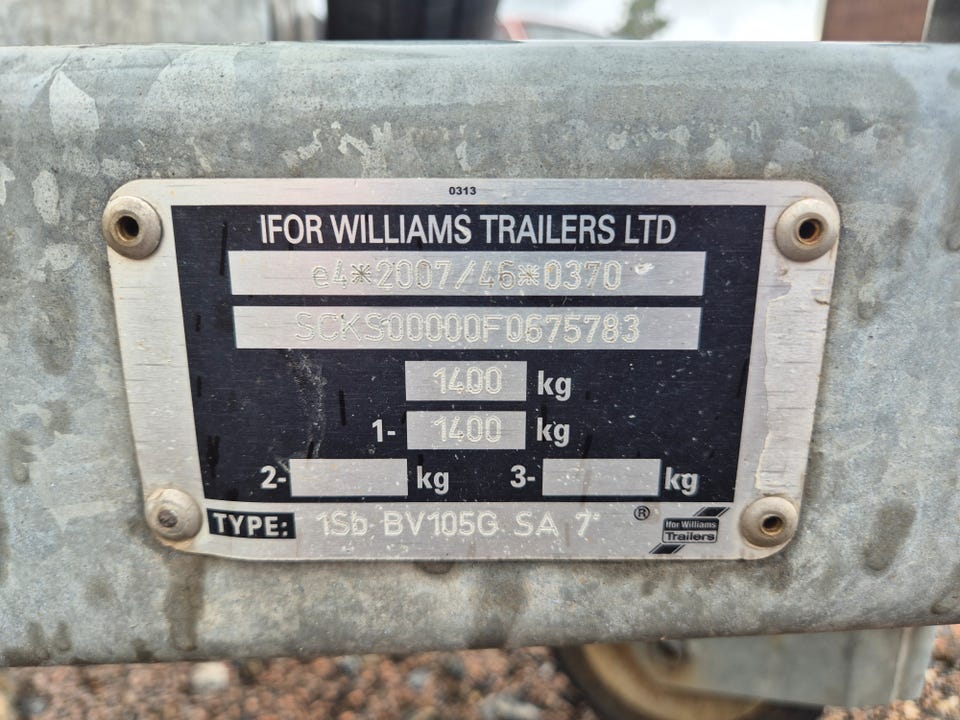 0313
IFOR WILLIAMS TRAILERS LTD
e4*2007/46*0370
SCKS00000F0675783
1400 kg
1- 1400 kg
2- kg 3- kg
TYPE: 1Sb BV105G SA 7' ®
Ifor Williams
Trailers